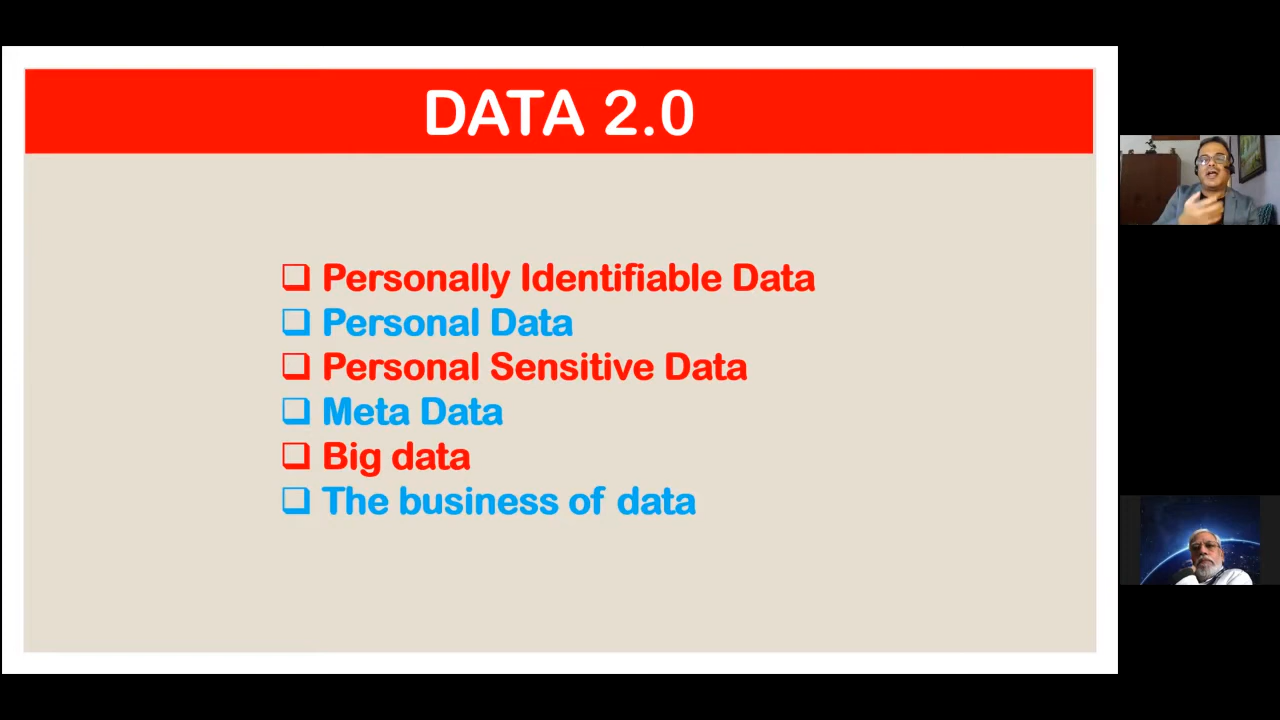 DATA 2.0
Personally Identifiable Data
Personal Data
Personal Sensitive Data
Meta Data
Big data
The business of data